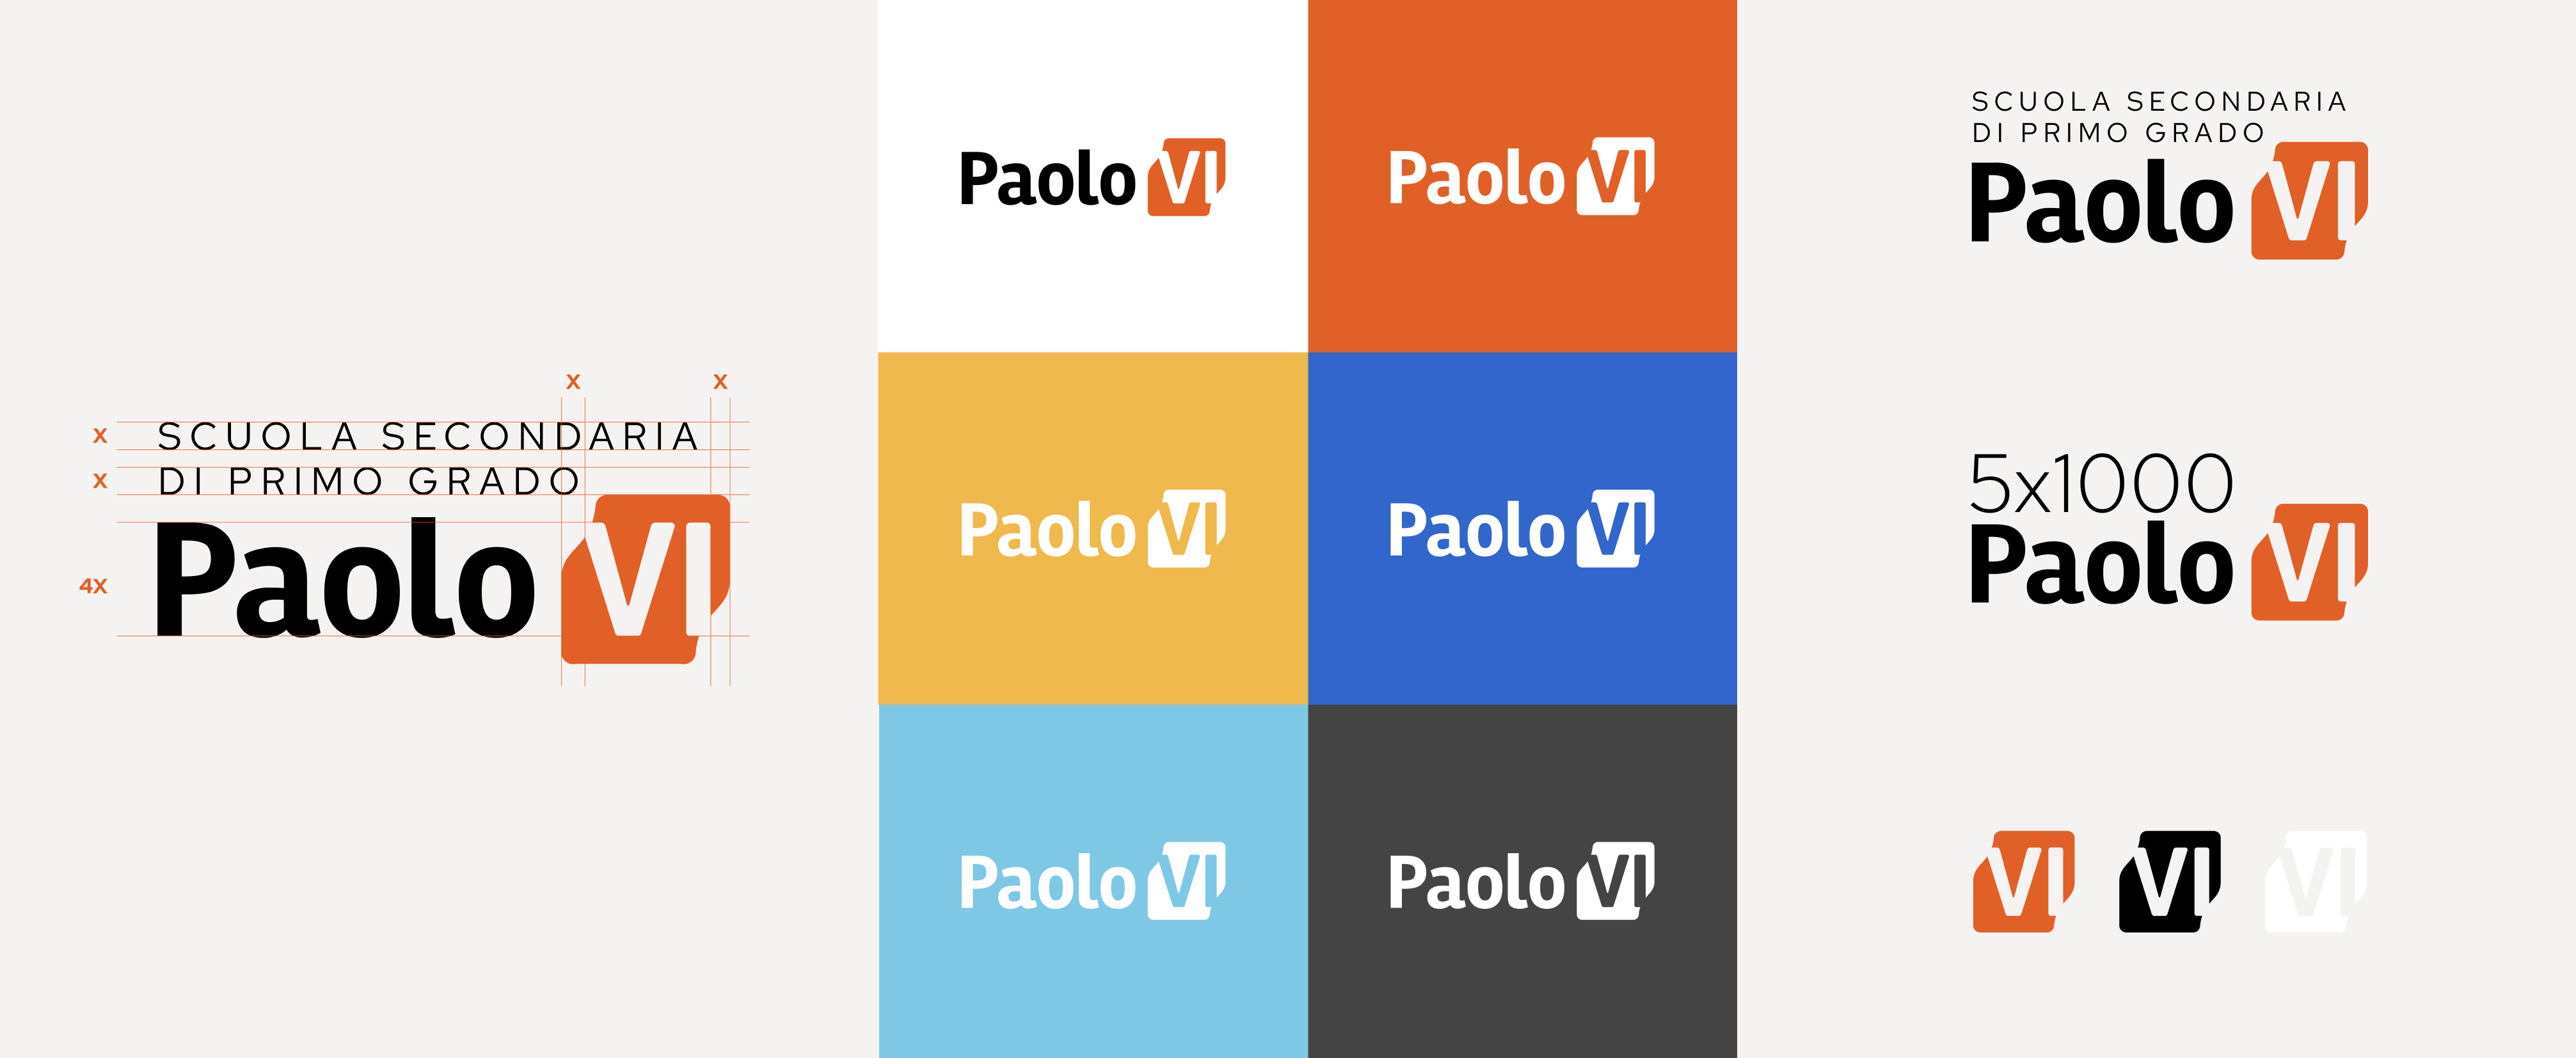 X X
X SCUOLA SECONDARIA
X DI PRIMO GRADO
4X Paolo VI
Paolo VI
Paolo VI
Paolo VI
Paolo VI
Paolo VI
Paolo VI
SCUOLA SECONDARIA
DI PRIMO GRADO
Paolo VI
5x1000
Paolo VI
VI VI VI